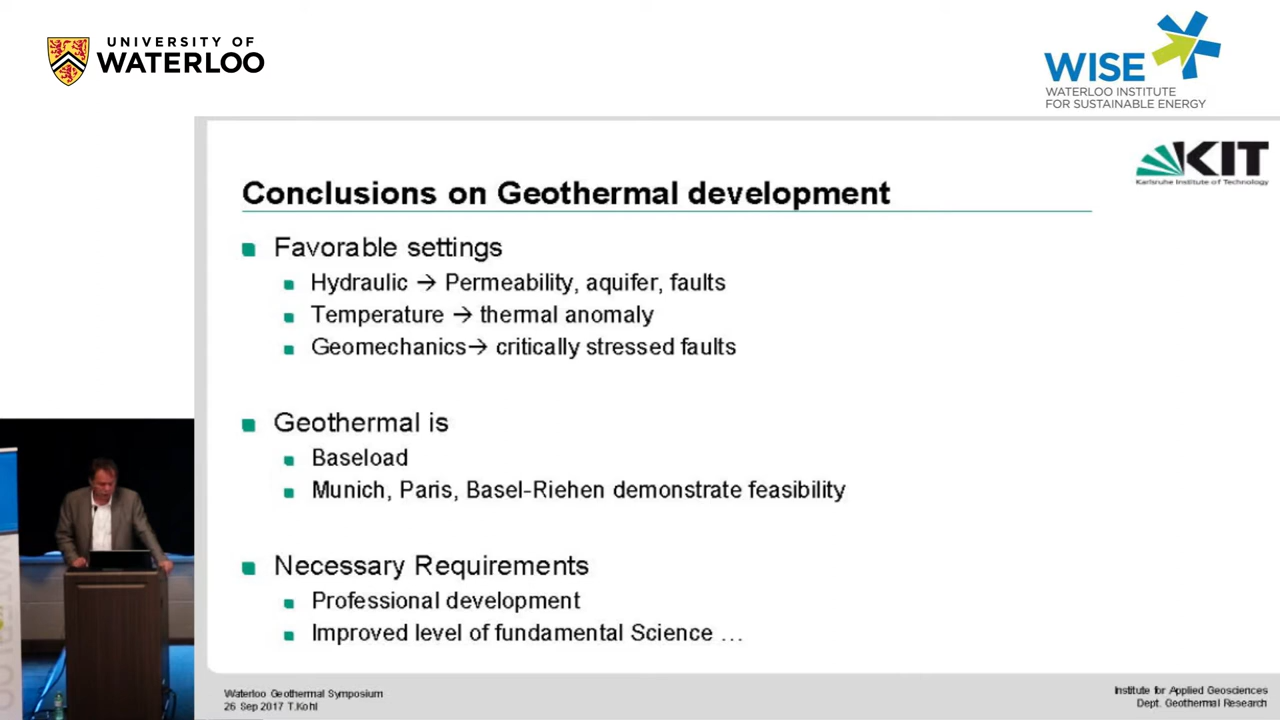 UNIVERSITY OF
WATERLOO
WISE
WATERLOO INSTITUTE
FOR SUSTAINABLE ENERGY
KIT
Karlsruhe Institute of Technology
Conclusions on Geothermal development
Favorable settings
Hydraulic → Permeability, aquifer, faults
Temperature → thermal anomaly
Geomechanics→ critically stressed faults
Geothermal is
Baseload
Munich, Paris, Basel-Riehen demonstrate feasibility
Necessary Requirements
Professional development
Improved level of fundamental Science …
Waterloo Geothermal Symposium
26 Sep 2017 T.Kohl
Institute for Applied Geosciences
Dept. Geothermal Research